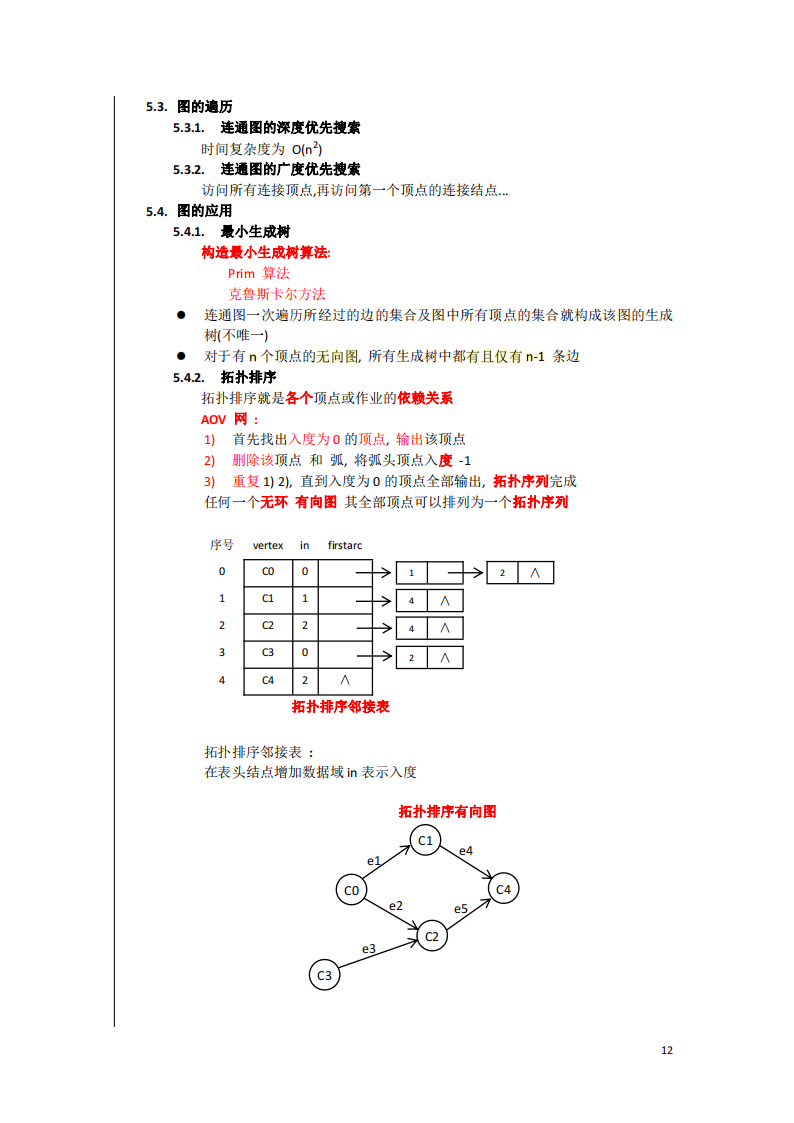 5.3. 图的遍历
5.3.1. 连通图的深度优先搜索
时间复杂度为 O(n²)
5.3.2. 连通图的广度优先搜索
访问所有连接顶点,再访问第一个顶点的连接结点...
5.4. 图的应用
5.4.1. 最小生成树
构造最小生成树算法:
Prim 算法
克鲁斯卡尔方法
● 连通图一次遍历所经过的边的集合及图中所有顶点的集合就构成该图的生成
树(不唯一)
● 对于有 n 个顶点的无向图, 所有生成树中都有且仅有 n-1 条边
5.4.2. 拓扑排序
拓扑排序就是各个顶点或作业的依赖关系
AOV 网：
1) 首先找出入度为 0 的顶点, 输出该顶点
2) 删除该顶点 和 弧, 将弧头顶点入度 -1
3) 重复 1) 2), 直到入度为 0 的顶点全部输出, 拓扑序列完成
任何一个无环 有向图 其全部顶点可以排列为一个拓扑序列
序号 vertex in firstarc
0 C0 0 1 2 ∧
1 C1 1 4 ∧
2 C2 2 4 ∧
3 C3 0 2 ∧
4 C4 2 ∧
拓扑排序邻接表
拓扑排序邻接表：
在表头结点增加数据域 in 表示入度
拓扑排序有向图
C1
e1 e4
C0 C4
e2 e5
C2
e3
C3
12